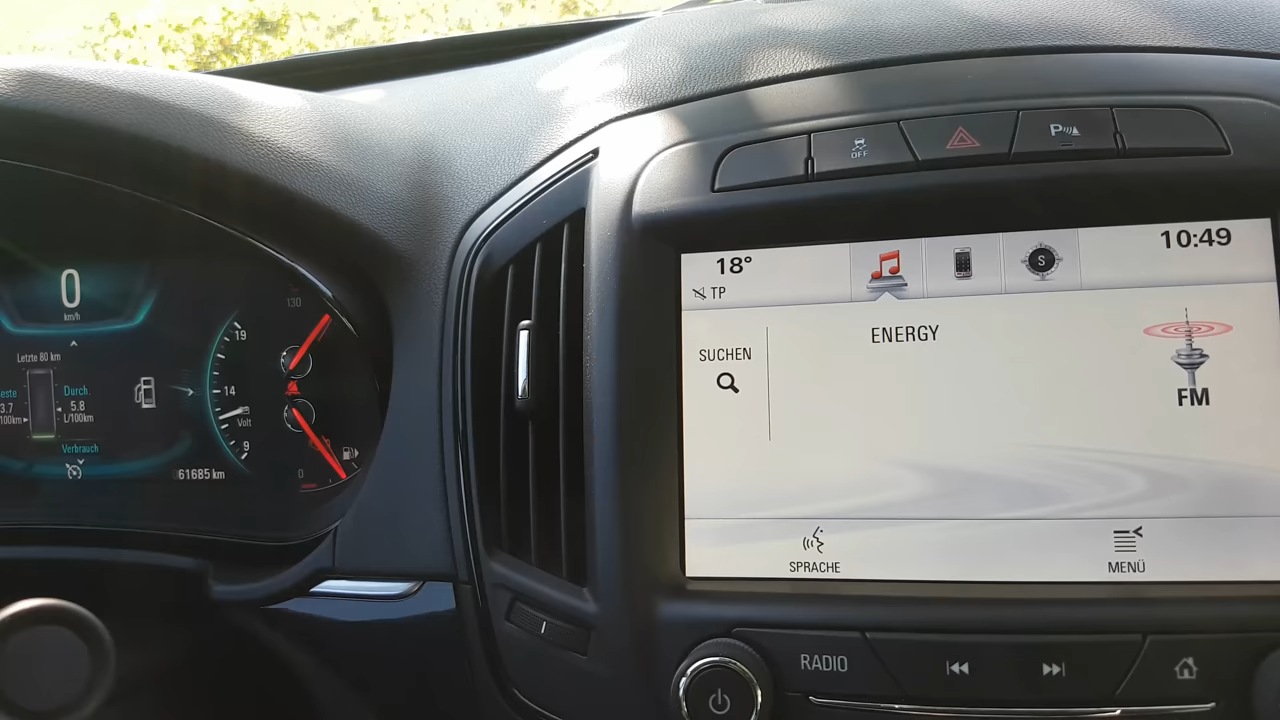 0
km/h
Letzte 80 km
este
Durch.
3.7
5.8
100km
L/100km
Verbrauch
19
14
Volt
9
130
0
61685 km
OFF
P
18°
TP
S
10:49
SUCHEN
ENERGY
FM
SPRACHE
MENÜ
RADIO